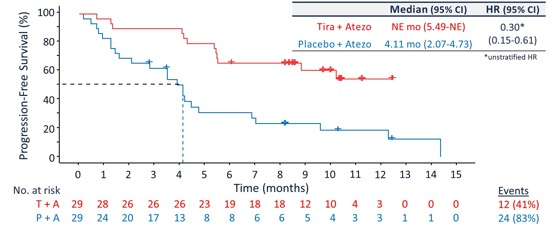 Median (95% CI) HR (95% CI)
Tira + Atezo NE mo (5.49-NE) 0.30*
Placebo + Atezo 4.11 mo (2.07-4.73) (0.15-0.61)
*unstratified HR
Progression-Free Survival (%)
100
80
60
40
20
0
0 1 2 3 4 5 6 7 8 9 10 11 12 13 14 15
No. at risk Time (months) Events
T + A 29 28 26 26 26 23 19 18 18 12 10 4 3 0 0 0 12 (41%)
P + A 29 24 20 17 13 8 8 6 6 5 4 3 3 1 1 0 24 (83%)